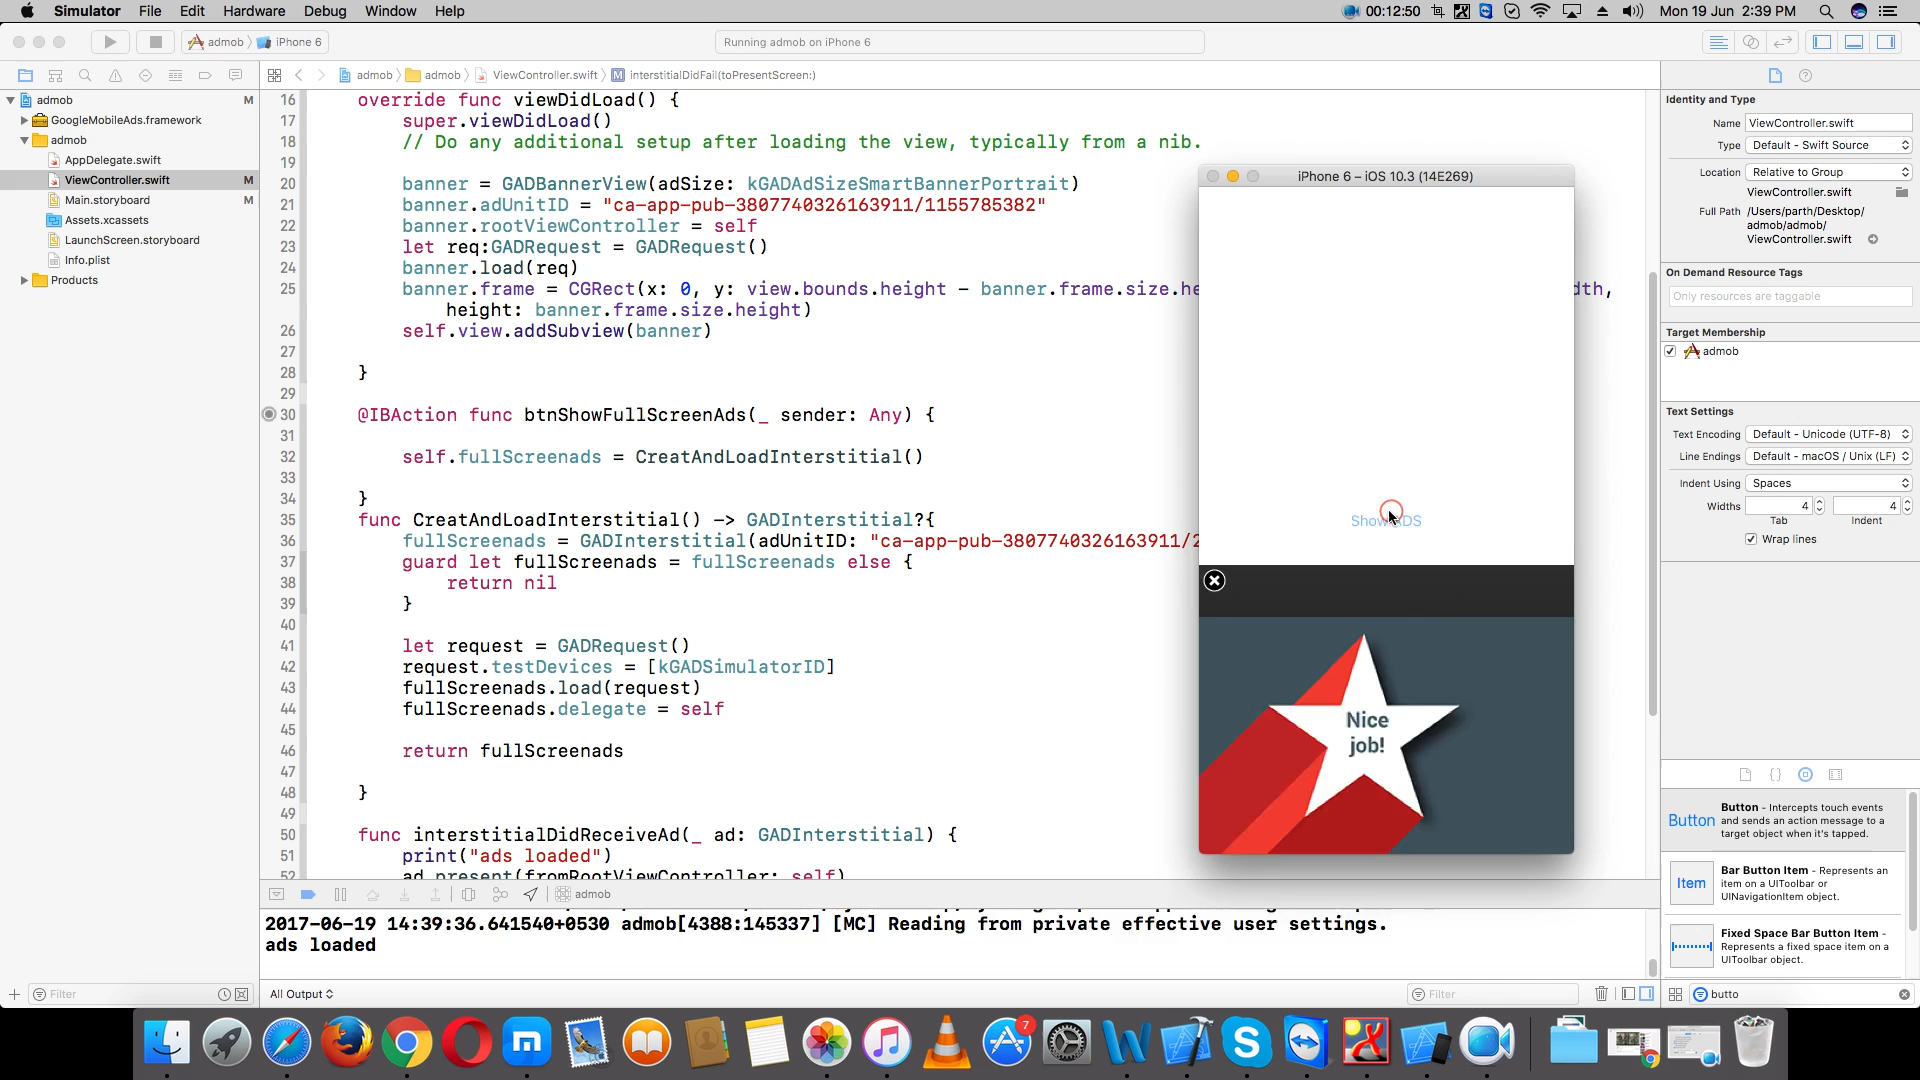 Simulator File Edit Hardware Debug Window Help
00:12:50
Mon 19 Jun 2:39 PM
admob iPhone 6
Running admob on iPhone 6
admob admob ViewController.swift M interstitialDidFail(toPresentScreen:)
admob M
GoogleMobileAds.framework
admob
AppDelegate.swift
ViewController.swift M
Main.storyboard M
Assets.xcassets
LaunchScreen.storyboard
Info.plist
Products
16 override func viewDidLoad() {
17 super.viewDidLoad()
18 // Do any additional setup after loading the view, typically from a nib.
19
20 banner = GADBannerView(adSize: kGADAdSizeSmartBannerPortrait)
21 banner.adUnitID = "ca-app-pub-3807740326163911/1155785382"
22 banner.rootViewController = self
23 let req:GADRequest = GADRequest()
24 banner.load(req)
25 banner.frame = CGRect(x: 0, y: view.bounds.height - banner.frame.size.he dth,
height: banner.frame.size.height)
26 self.view.addSubview(banner)
27
28 }
29
30 @IBAction func btnShowFullScreenAds(_ sender: Any) {
31
32 self.fullScreenads = CreatAndLoadInterstitial()
33
34 }
35 func CreatAndLoadInterstitial() -> GADInterstitial?{
36 fullScreenads = GADInterstitial(adUnitID: "ca-app-pub-3807740326163911/2
37 guard let fullScreenads = fullScreenads else {
38 return nil
39 }
40
41 let request = GADRequest()
42 request.testDevices = [kGADSimulatorID]
43 fullScreenads.load(request)
44 fullScreenads.delegate = self
45
46 return fullScreenads
47
48 }
49
50 func interstitialDidReceiveAd(_ ad: GADInterstitial) {
51 print("ads loaded")
52 ad.present(fromRootViewController: self)
iPhone 6 – iOS 10.3 (14E269)
Show ADS
Nice
job!
admob
2017-06-19 14:39:36.641540+0530 admob[4388:145337] [MC] Reading from private effective user settings.
ads loaded
Filter
All Output
Filter
Identity and Type
Name ViewController.swift
Type Default - Swift Source
Location Relative to Group
ViewController.swift
Full Path /Users/parth/Desktop/
admob/admob/
ViewController.swift
On Demand Resource Tags
Only resources are taggable
Target Membership
admob
Text Settings
Text Encoding Default - Unicode (UTF-8)
Line Endings Default - macOS / Unix (LF)
Indent Using Spaces
Widths 4 4
Tab Indent
Wrap lines
Button
Button - Intercepts touch events
and sends an action message to a
target object when it's tapped.
Item
Bar Button Item - Represents an
item on a UIToolbar or
UINavigationItem object.
Fixed Space Bar Button Item -
Represents a fixed space item on a
UIToolbar object.
butto
7